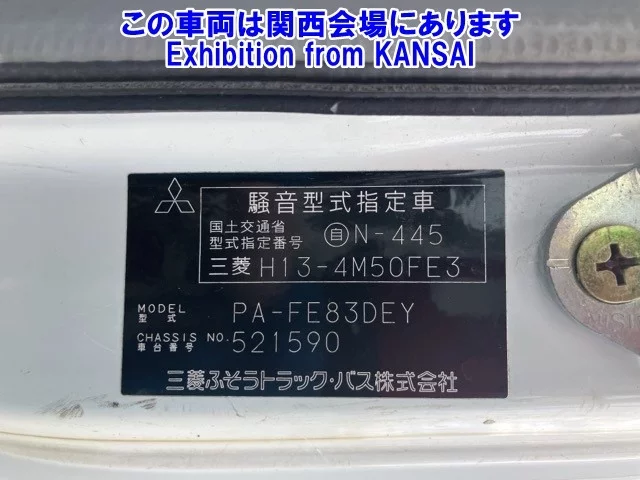 この車両は関西会場にあります
Exhibition from KANSAI
騒音型式指定車
国土交通省
型式指定番号 自N-445
三菱 H13-4M50FE3
MODEL
型式 PA-FE83DEY
CHASSIS NO.
車台番号 521590
三菱ふそうトラック・バス株式会社